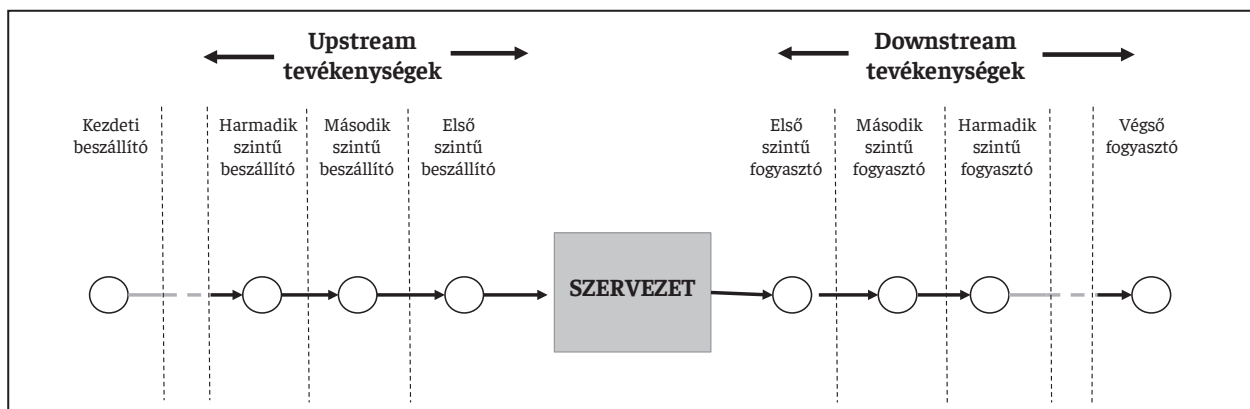 Upstream
tevékenységek
Downstream
tevékenységek
Kezdeti
beszállító
Harmadik
szintű
beszállító
Második
szintű
beszállító
Első
szintű
beszállító
Első
szintű
fogyasztó
Második
szintű
fogyasztó
Harmadik
szintű
fogyasztó
Végső
fogyasztó
SZERVEZET